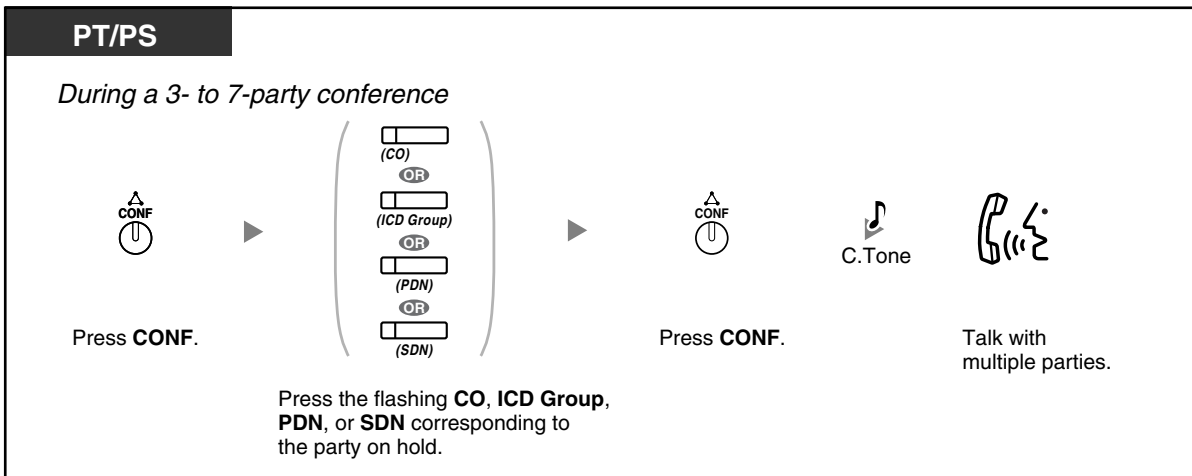 PT/PS
During a 3- to 7-party conference
CONF
Press CONF.
(CO)
OR
(ICD Group)
OR
(PDN)
OR
(SDN)
Press the flashing CO, ICD Group,
PDN, or SDN corresponding to
the party on hold.
CONF
Press CONF.
C.Tone
Talk with
multiple parties.